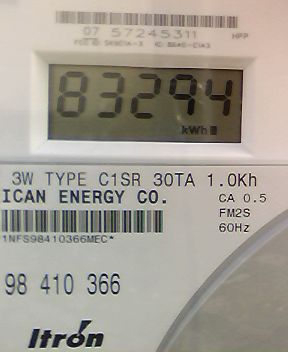 07 57245311 HPP
83294
kWh
3W TYPE C1SR 30TA 1.0Kh
ICAN ENERGY CO. CA 0.5
FM2S
60Hz
1NFS98410366MEC*
98 410 366
Itron